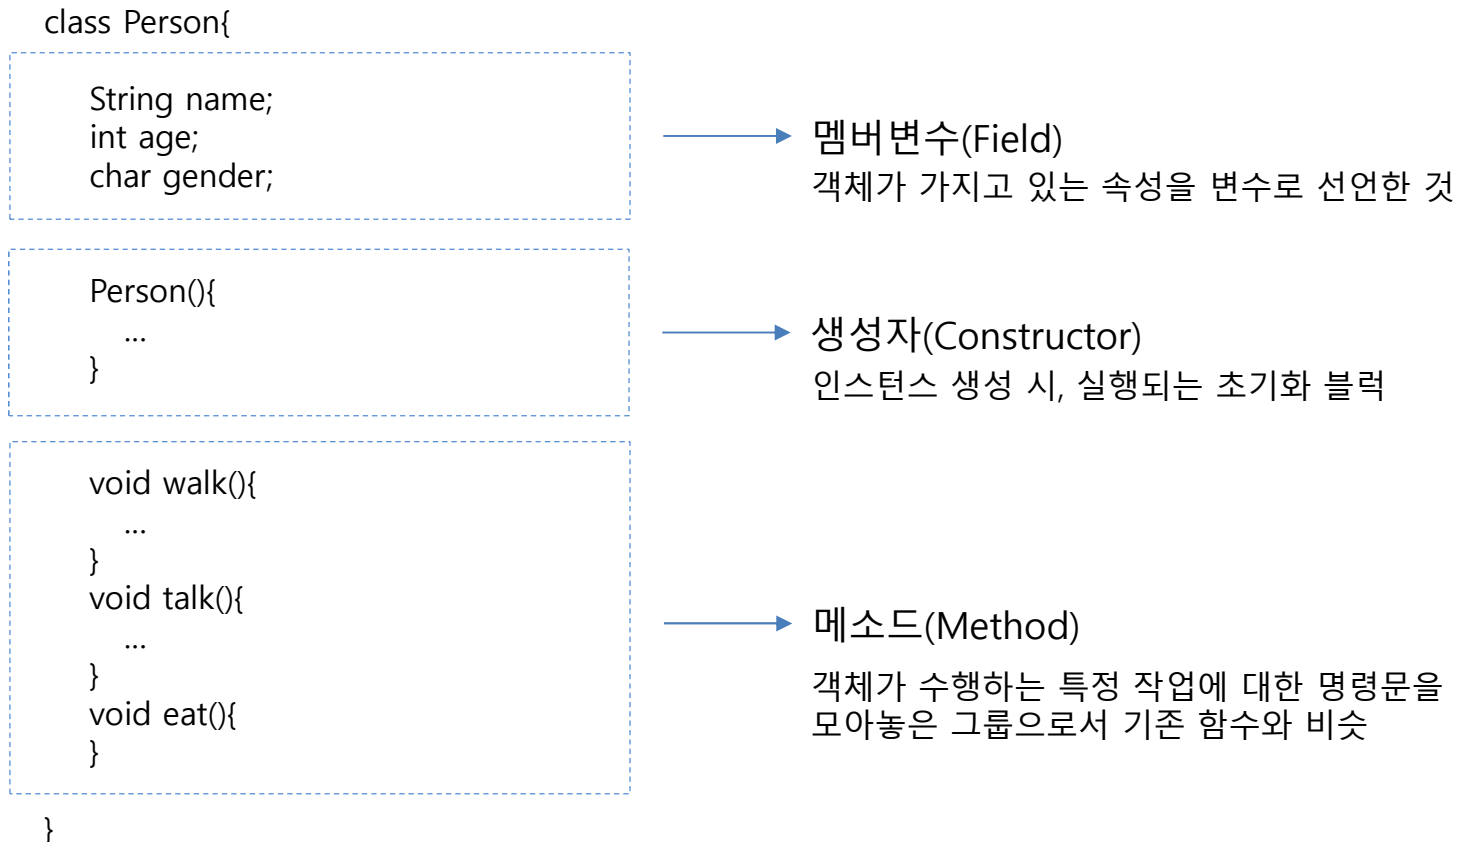 class Person{
String name;
int age;
char gender;
멤버변수(Field)
객체가 가지고 있는 속성을 변수로 선언한 것
Person(){
...
}
생성자(Constructor)
인스턴스 생성 시, 실행되는 초기화 블럭
void walk(){
...
}
void talk(){
...
}
void eat(){
}
메소드(Method)
객체가 수행하는 특정 작업에 대한 명령문을
모아놓은 그룹으로서 기존 함수와 비슷
}